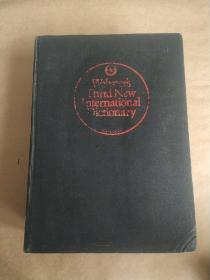 Webster's
Third New
International
Dictionary